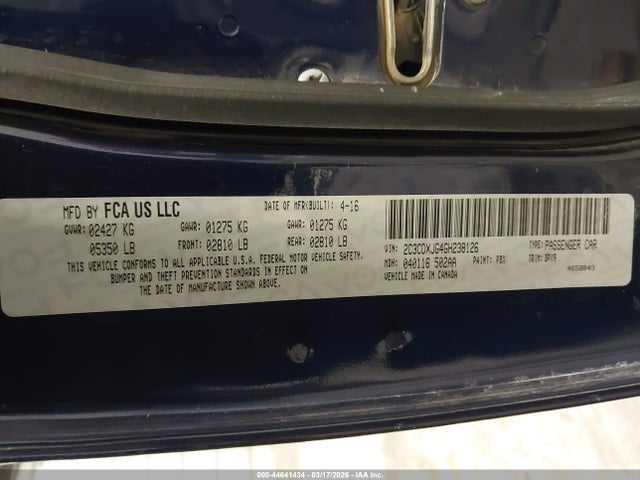 MFD BY FCA US LLC DATE OF MFR(BUILT): 4-16
GVWR: 02427 KG GAWR: 01275 KG GAWR: 01275 KG
05350 LB FRONT: 02810 LB REAR: 02810 LB
THIS VEHICLE CONFORMS TO ALL APPLICABLE U.S.A. FEDERAL MOTOR VEHICLE SAFETY,
BUMPER AND THEFT PREVENTION STANDARDS IN EFFECT ON
THE DATE OF MANUFACTURE SHOWN ABOVE.
VIN: 2C3CDXJG4GH238126 TYPE: PASSENGER CAR
MDH: 040116 502AA PAINT: PBX TRIM: BPX9
VEHICLE MADE IN CANADA 4658843
000-44641434 — 03/17/2026 — IAA Inc.